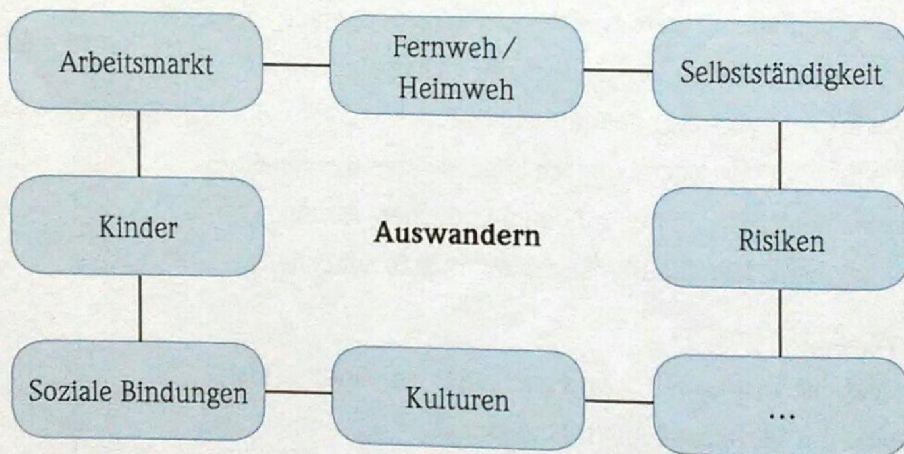 Arbeitsmarkt
Fernweh/
Heimweh
Selbstständigkeit
Kinder
Auswandern
Risiken
Soziale Bindungen
Kulturen
...